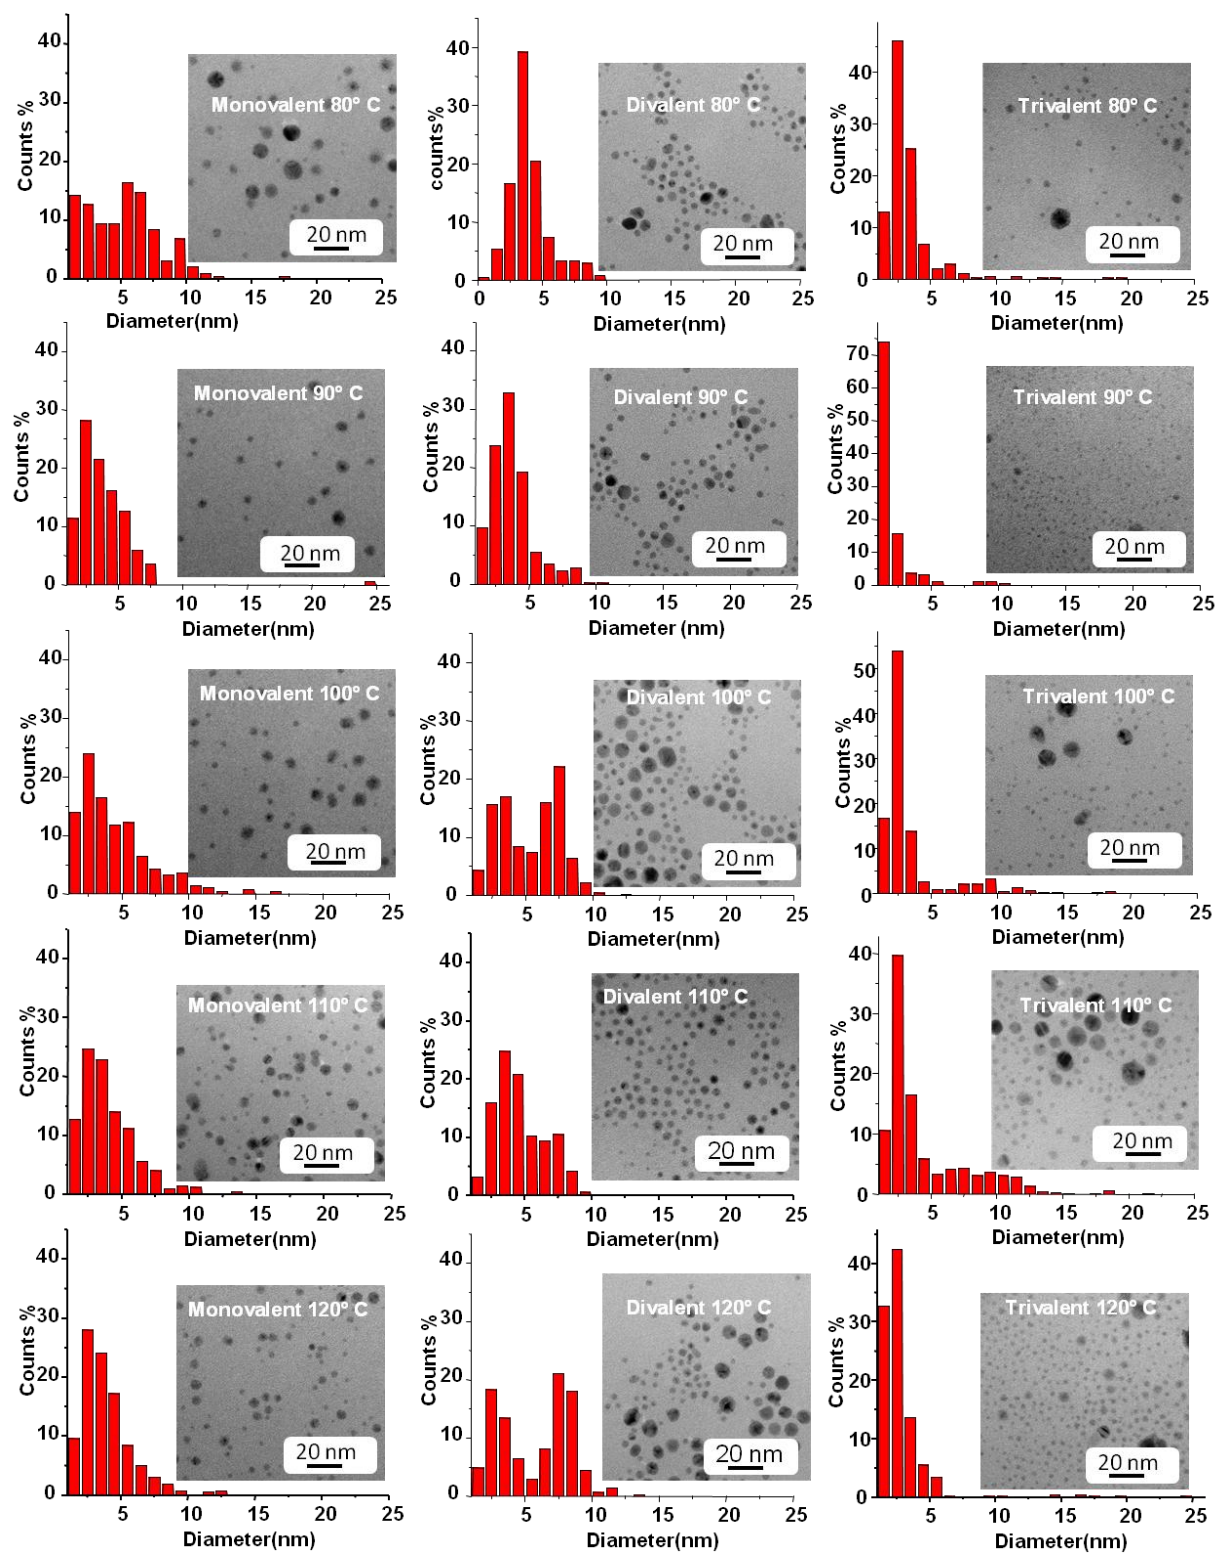 40
30
20
10
0
Counts %
Monovalent 80° C
20 nm
5 10 15 20 25
Diameter(nm)
40
30
20
10
0
counts%
Divalent 80° C
20 nm
0 5 10 15 20 25
Diameter(nm)
40
30
20
10
0
Counts %
Trivalent 80° C
20 nm
5 10 15 20 25
Diameter(nm)
40
30
20
10
0
Counts %
Monovalent 90° C
20 nm
5 10 15 20 25
Diameter(nm)
40
30
20
10
0
Counts %
Divalent 90° C
20 nm
5 10 15 20 25
Diameter (nm)
70
60
50
40
30
20
10
0
Counts %
Trivalent 90° C
20 nm
5 10 15 20 25
Diameter(nm)
40
30
20
10
0
Counts %
Monovalent 100° C
20 nm
5 10 15 20 25
Diameter(nm)
40
30
20
10
0
Counts %
Divalent 100° C
20 nm
5 10 15 20 25
Diameter(nm)
50
40
30
20
10
0
Counts %
Trivalent 100° C
20 nm
5 10 15 20 25
Diameter(nm)
40
30
20
10
0
Counts %
Monovalent 110° C
20 nm
5 10 15 20 25
Diameter(nm)
40
30
20
10
0
Counts %
Divalent 110° C
20 nm
5 10 15 20 25
Diameter(nm)
40
30
20
10
0
Counts %
Trivalent 110° C
20 nm
5 10 15 20 25
Diameter(nm)
40
30
20
10
0
Counts %
Monovalent 120° C
20 nm
5 10 15 20 25
Diameter(nm)
40
30
20
10
0
Counts %
Divalent 120° C
20 nm
5 10 15 20 25
Diameter(nm)
40
30
20
10
0
Counts %
Trivalent 120° C
20 nm
5 10 15 20 25
Diameter(nm)